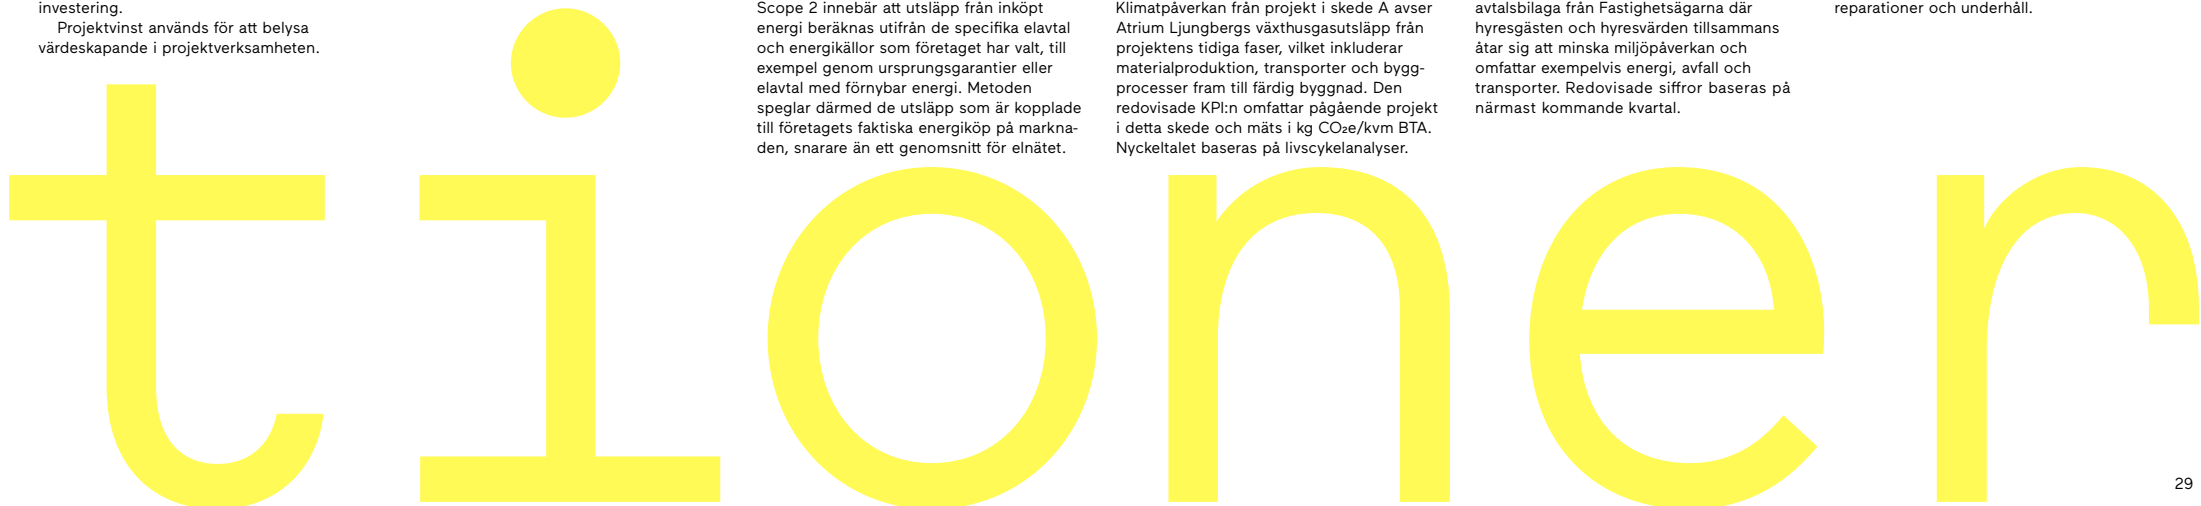 investering.
Projektvinst används för att belysa
värdeskapande i projektverksamheten.
Scope 2 innebär att utsläpp från inköpt
energi beräknas utifrån de specifika elavtal
och energikällor som företaget har valt, till
exempel genom ursprungsgarantier eller
elavtal med förnybar energi. Metoden
speglar därmed de utsläpp som är kopplade
till företagets faktiska energiköp på markna-
den, snarare än ett genomsnitt för elnätet.
Klimatpåverkan från projekt i skede A avser
Atrium Ljungbergs växthusgasutsläpp från
projektens tidiga faser, vilket inkluderar
materialproduktion, transporter och bygg-
processer fram till färdig byggnad. Den
redovisade KPI:n omfattar pågående projekt
i detta skede och mäts i kg CO₂e/kvm BTA.
Nyckeltalet baseras på livscykelanalyser.
avtalsbilaga från Fastighetsägarna där
hyresgästen och hyresvärden tillsammans
åtar sig att minska miljöpåverkan och
omfattar exempelvis energi, avfall och
transporter. Redovisade siffror baseras på
närmast kommande kvartal.
reparationer och underhåll.
tioner
29